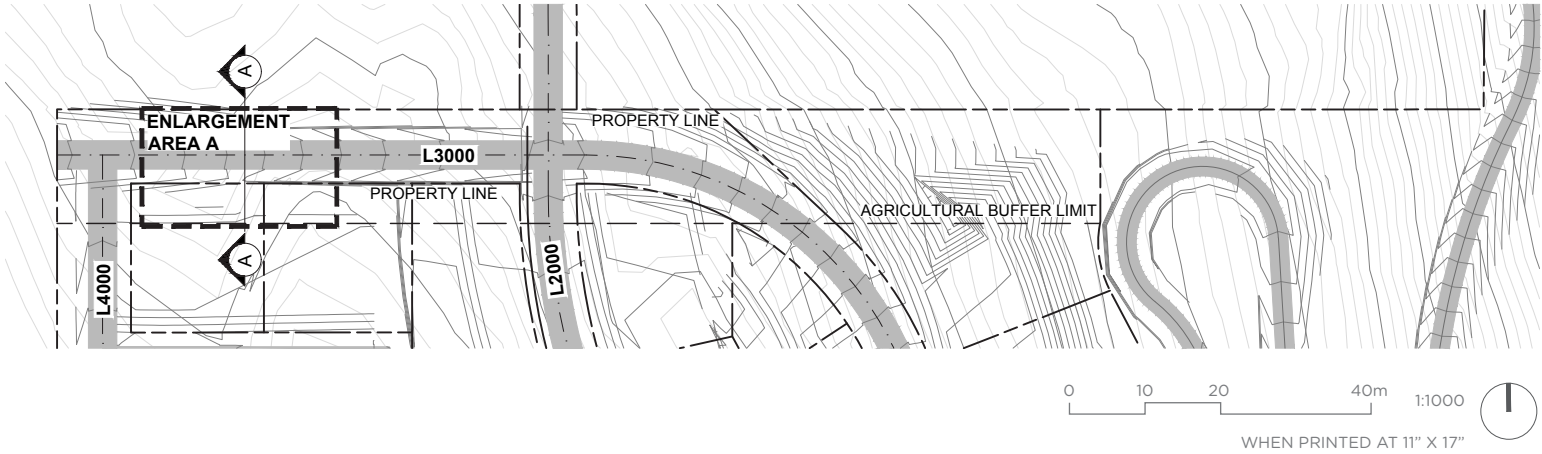 A
ENLARGEMENT
AREA A
PROPERTY LINE
L3000
PROPERTY LINE
AGRICULTURAL BUFFER LIMIT
A
L4000
L2000
0 10 20 40m 1:1000
WHEN PRINTED AT 11” X 17”